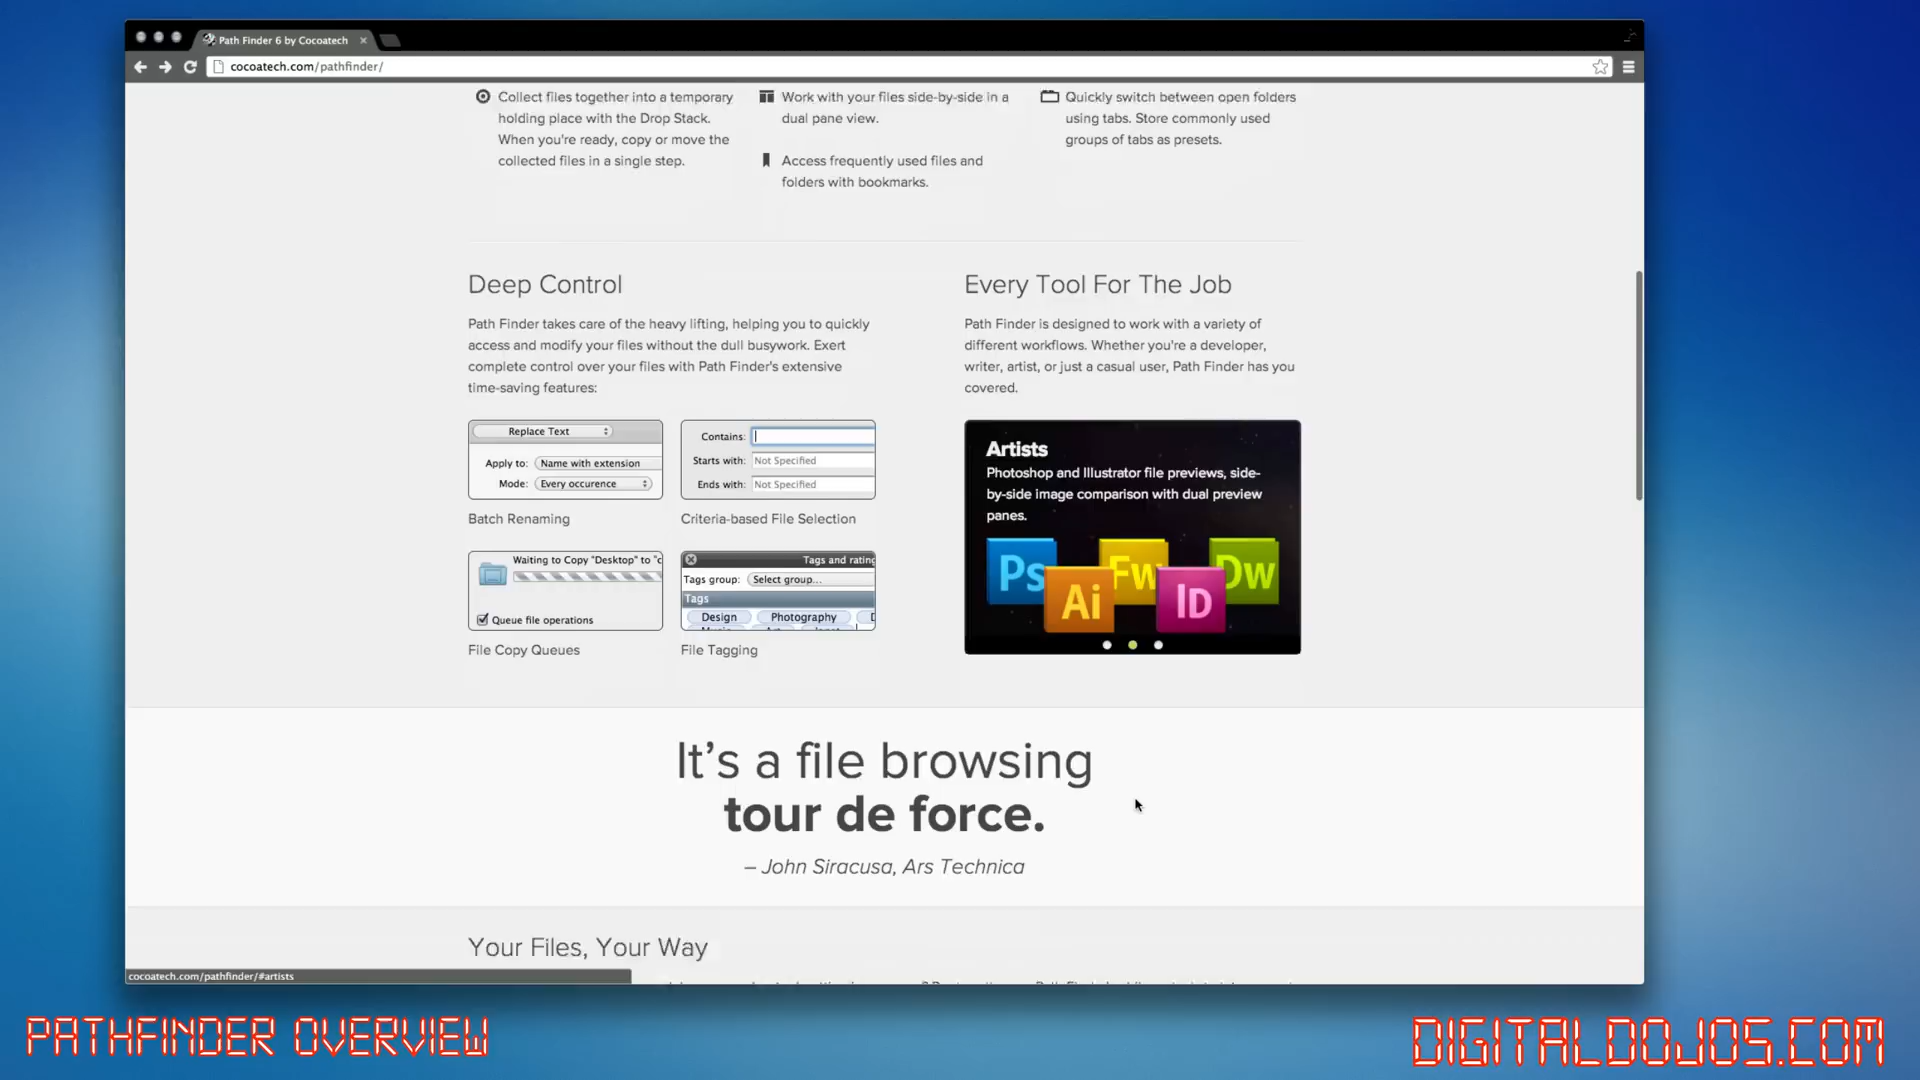 Path Finder 6 by Cocoatech
cocoatech.com/pathfinder/
Collect files together into a temporary
holding place with the Drop Stack.
When you're ready, copy or move the
collected files in a single step.
Work with your files side-by-side in a
dual pane view.
Access frequently used files and
folders with bookmarks.
Quickly switch between open folders
using tabs. Store commonly used
groups of tabs as presets.
Deep Control
Path Finder takes care of the heavy lifting, helping you to quickly
access and modify your files without the dull busywork. Exert
complete control over your files with Path Finder's extensive
time-saving features:
Replace Text
Apply to: Name with extension
Mode: Every occurence
Batch Renaming
Contains:
Starts with: Not Specified
Ends with: Not Specified
Criteria-based File Selection
Waiting to Copy "Desktop" to "c
Queue file operations
File Copy Queues
Tags and rating
Tags group: Select group...
Tags
Design Photography
File Tagging
Every Tool For The Job
Path Finder is designed to work with a variety of
different workflows. Whether you're a developer,
writer, artist, or just a casual user, Path Finder has you
covered.
Artists
Photoshop and Illustrator file previews, side-
by-side image comparison with dual preview
panes.
Ps Fw Dw
Ai ID
It's a file browsing
tour de force.
– John Siracusa, Ars Technica
Your Files, Your Way
cocoatech.com/pathfinder/#artists
PATHFINDER OVERVIEW
DIGITALDOJOS.COM